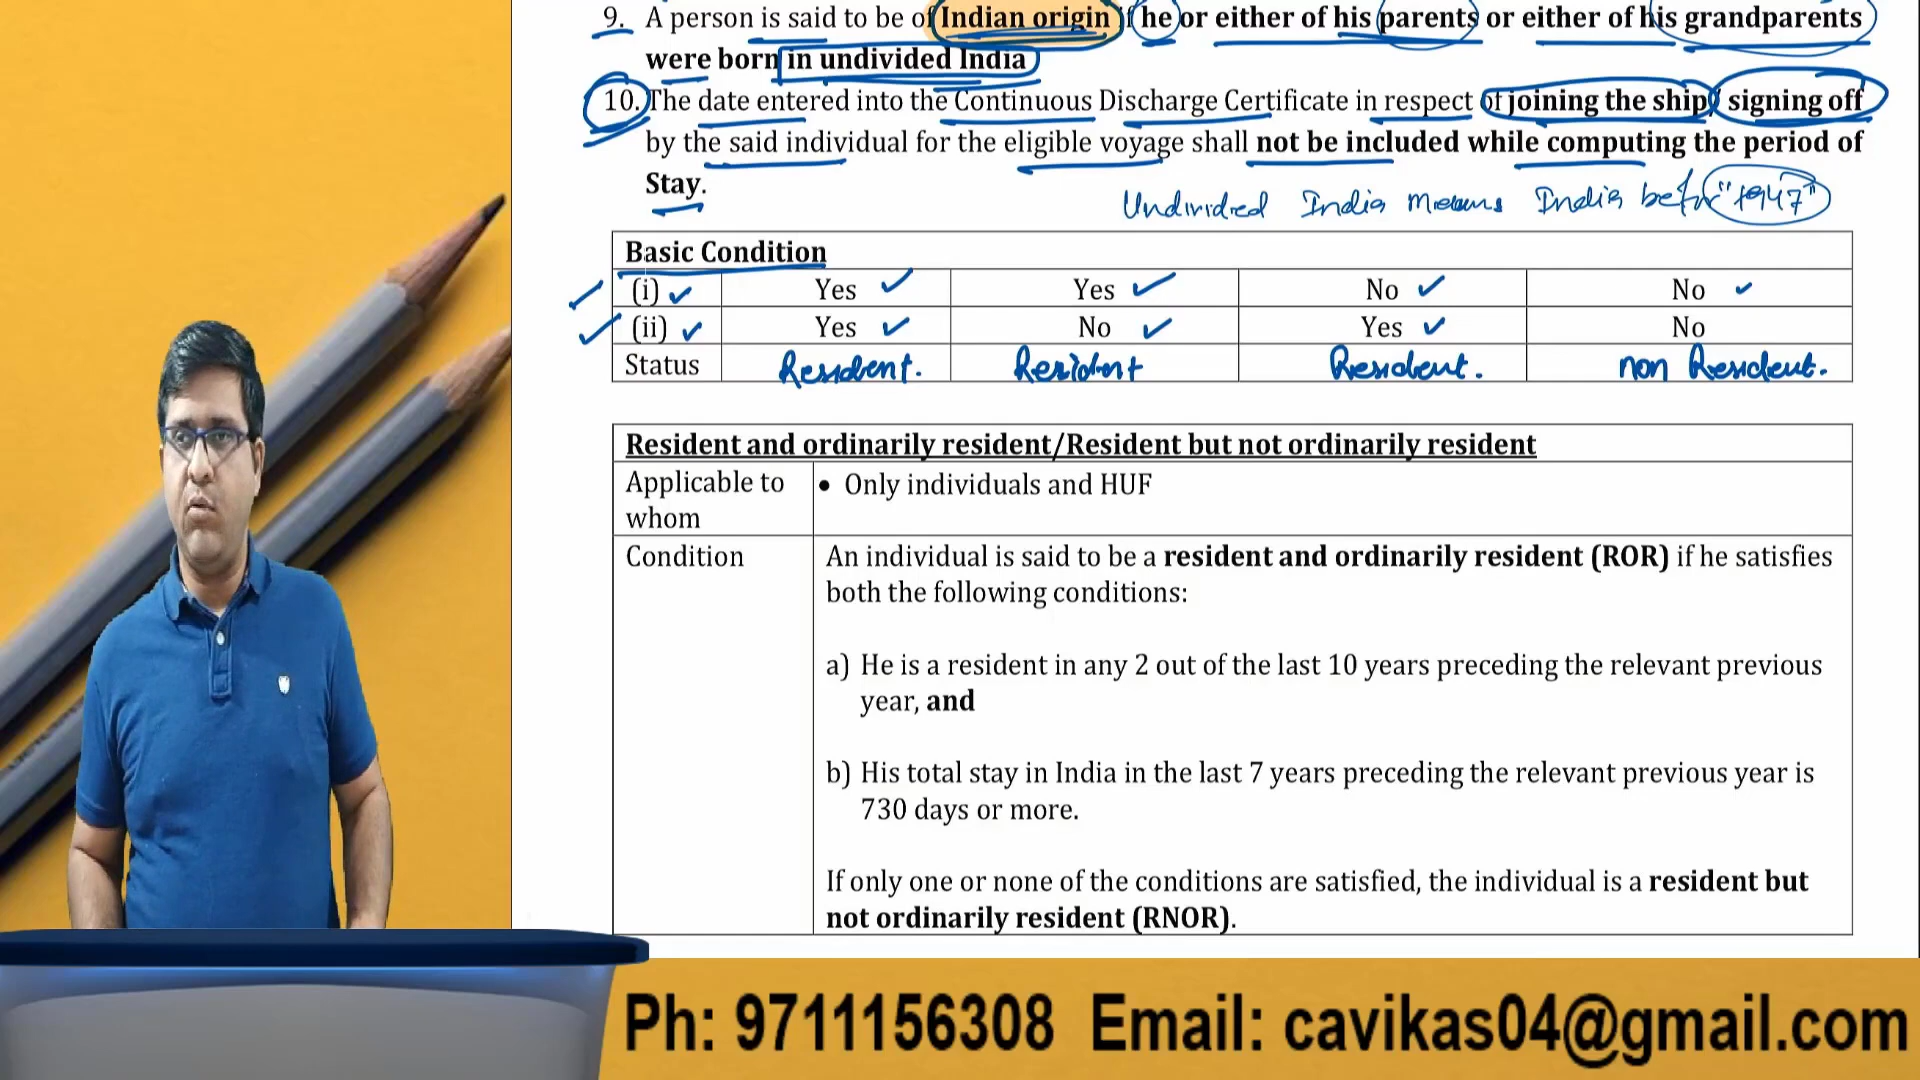 9. A person is said to be of Indian origin if he or either of his parents or either of his grandparents
were born in undivided India
10. The date entered into the Continuous Discharge Certificate in respect of joining the ship/ signing off
by the said individual for the eligible voyage shall not be included while computing the period of
Stay.
Undivided India means India before "1947"
Basic Condition
(i) Yes Yes No No
(ii) Yes No Yes No
Status Resident. Resident Resident. non Resident.
Resident and ordinarily resident/Resident but not ordinarily resident
Applicable to whom • Only individuals and HUF
Condition An individual is said to be a resident and ordinarily resident (ROR) if he satisfies
both the following conditions:
a) He is a resident in any 2 out of the last 10 years preceding the relevant previous
year, and
b) His total stay in India in the last 7 years preceding the relevant previous year is
730 days or more.
If only one or none of the conditions are satisfied, the individual is a resident but
not ordinarily resident (RNOR).
Ph: 9711156308 Email: cavikas04@gmail.com